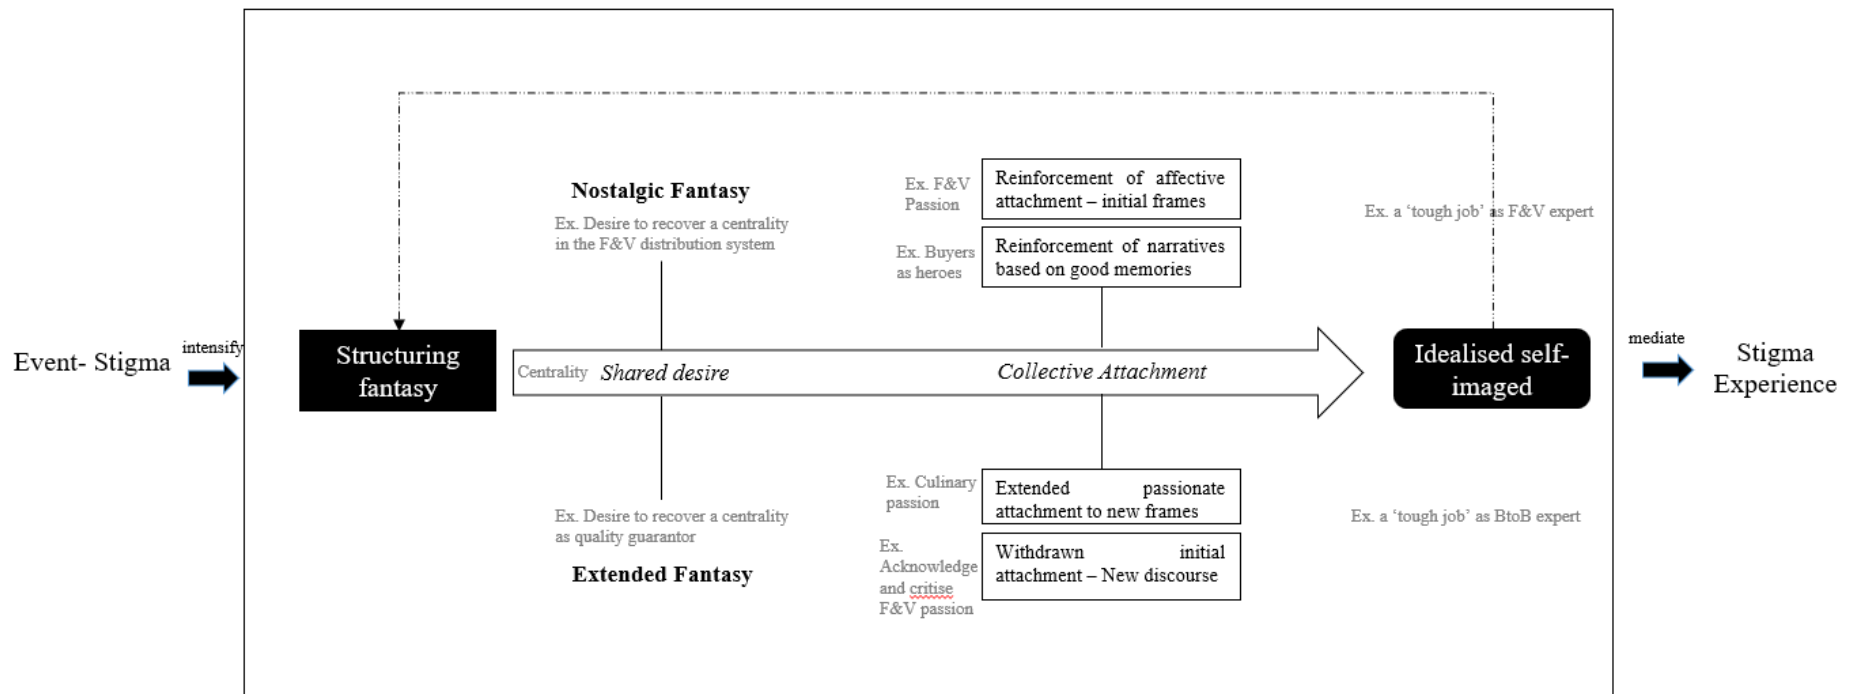 Event- Stigma
intensify
Structuring
fantasy
Nostalgic Fantasy
Ex. Desire to recover a centrality
in the F&V distribution system
Centrality
Shared desire
Ex. Desire to recover a centrality
as quality guarantor
Extended Fantasy
Ex. F&V
Passion
Reinforcement of affective
attachment – initial frames
Ex. Buyers
as heroes
Reinforcement of narratives
based on good memories
Collective Attachment
Ex. Culinary
passion
Extended passionate
attachment to new frames
Ex.
Acknowledge
and critise
F&V passion
Withdrawn initial
attachment – New discourse
Ex. a ‘tough job’ as F&V expert
Idealised self-
imaged
Ex. a ‘tough job’ as BtoB expert
mediate
Stigma
Experience